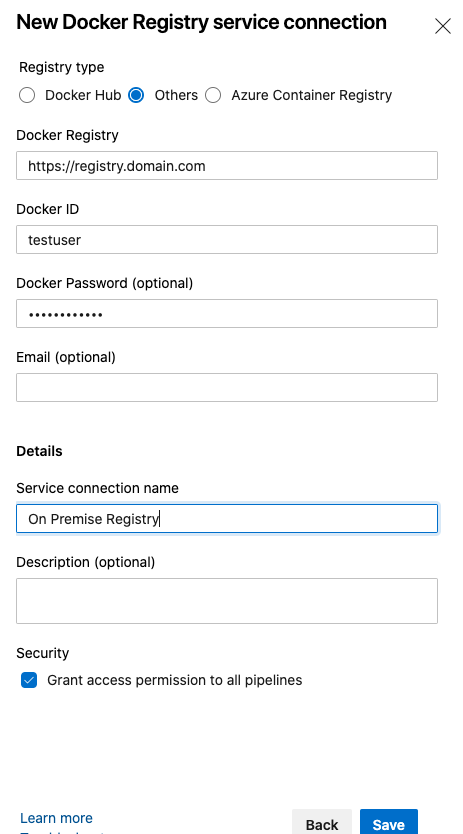 New Docker Registry service connection
Registry type
Docker Hub Others Azure Container Registry
Docker Registry
https://registry.domain.com
Docker ID
testuser
Docker Password (optional)
••••••••••••
Email (optional)
Details
Service connection name
On Premise Registry
Description (optional)
Security
Grant access permission to all pipelines
Learn more
Back Save